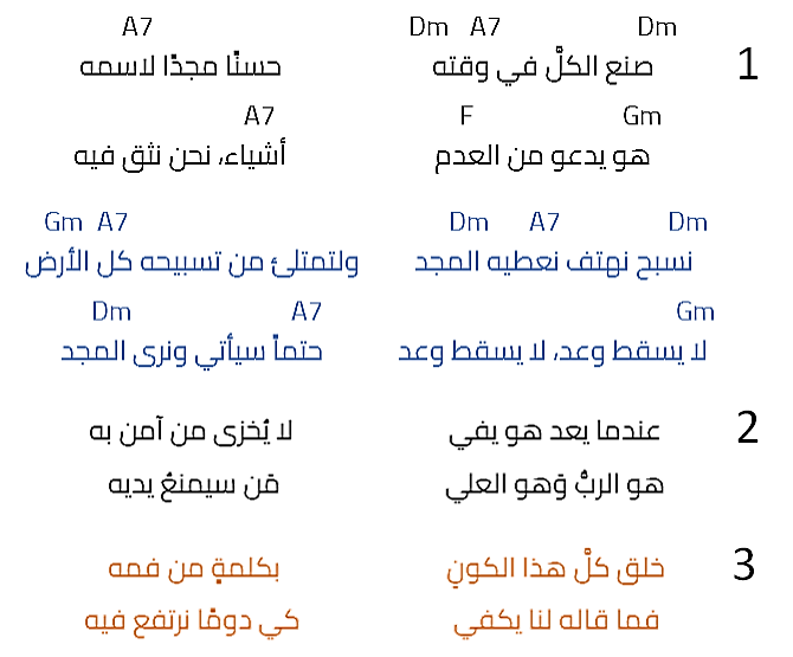 Dm A7 Dm A7
1 صنع الكلَّ في وقته حسنًا مجدًا لاسمه
Gm F A7
هو يدعو من العدم أشياء، نحن نثق فيه
Dm A7 Dm Gm A7
نسبح نهتف نعطيه المجد ولتمتلئ من تسبيحه كل الأرض
Gm A7 Dm
لا يسقط وعد، لا يسقط وعد حتماً سيأتي ونرى المجد
2 عندما يعد هو يفي لا يُخزى من آمن به
هو الربُّ وَهو العلي مَن سيمنعُ يديه
3 خلق كلَّ هذا الكونِ بكلمةٍ من فمه
فما قاله لنا يكفي كي دومًا نرتفع فيه